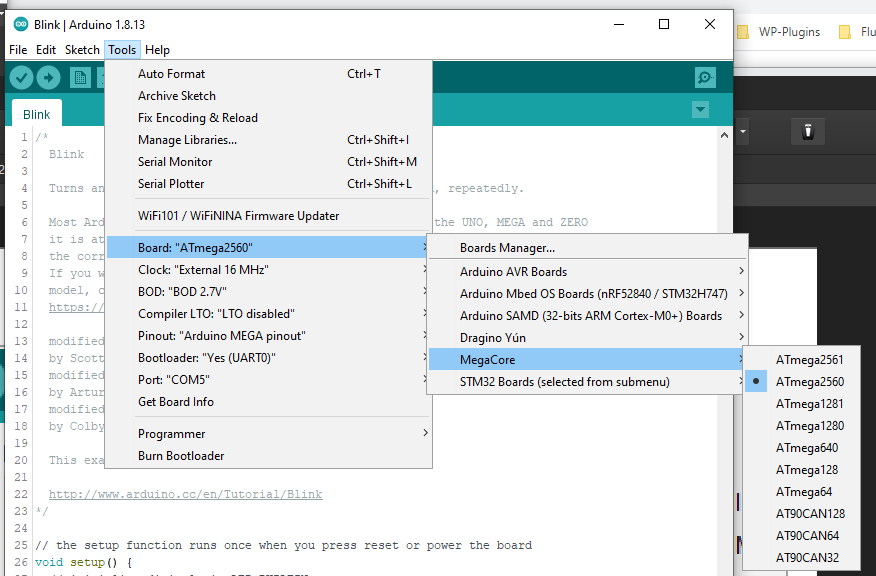 Blink | Arduino 1.8.13
WP-Plugins
Flu
File Edit Sketch Tools Help
Blink
Auto Format Ctrl+T
Archive Sketch
Fix Encoding & Reload
Manage Libraries... Ctrl+Shift+I
Serial Monitor Ctrl+Shift+M
Serial Plotter Ctrl+Shift+L
WiFi101 / WiFiNINA Firmware Updater
Board: "ATmega2560"
Clock: "External 16 MHz"
BOD: "BOD 2.7V"
Compiler LTO: "LTO disabled"
Pinout: "Arduino MEGA pinout"
Bootloader: "Yes (UART0)"
Port: "COM5"
Get Board Info
Programmer
Burn Bootloader
Boards Manager...
Arduino AVR Boards
Arduino Mbed OS Boards (nRF52840 / STM32H747)
Arduino SAMD (32-bits ARM Cortex-M0+) Boards
Dragino Yún
MegaCore
STM32 Boards (selected from submenu)
ATmega2561
ATmega2560
ATmega1281
ATmega1280
ATmega640
ATmega128
ATmega64
AT90CAN128
AT90CAN64
AT90CAN32
1 /*
2 Blink
3
4 Turns an , repeatedly.
5
6 Most Ard the UNO, MEGA and ZERO
7 it is at
8 the corr
9 If you w
10 model, c
11 https://
12
13 modified
14 by Scott
15 modified
16 by Artur
17 modified
18 by Colby
19
20 This exa
21
22 http://www.arduino.cc/en/Tutorial/Blink
23 */
24
25 // the setup function runs once when you press reset or power the board
26 void setup() {